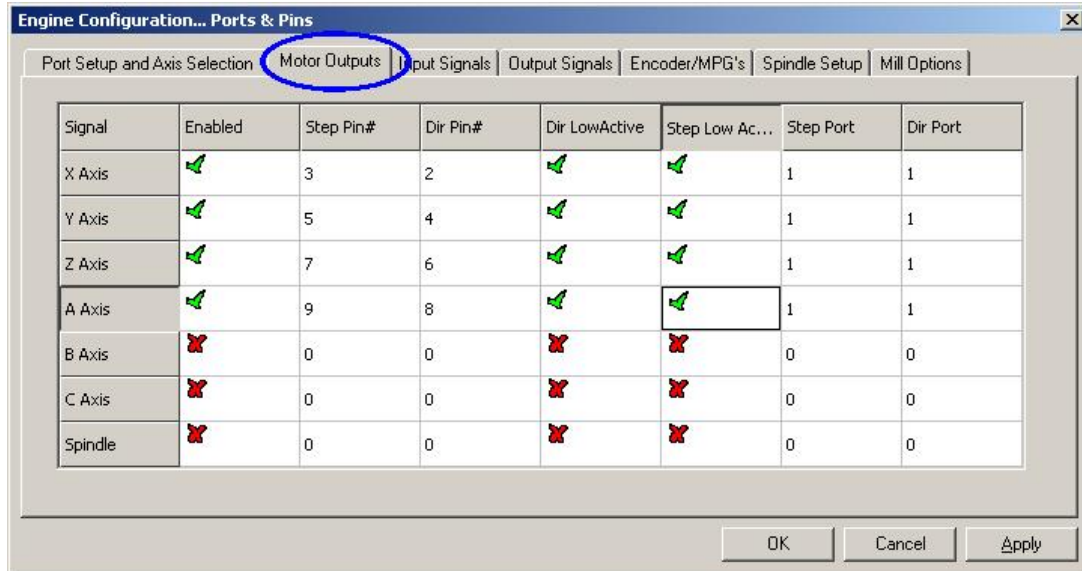 Engine Configuration... Ports & Pins
Port Setup and Axis Selection Motor Outputs Input Signals Output Signals Encoder/MPG's Spindle Setup Mill Options
Signal Enabled Step Pin# Dir Pin# Dir LowActive Step Low Ac... Step Port Dir Port
X Axis 3 2 1 1
Y Axis 5 4 1 1
Z Axis 7 6 1 1
A Axis 9 8 1 1
B Axis 0 0 0 0
C Axis 0 0 0 0
Spindle 0 0 0 0
OK Cancel Apply